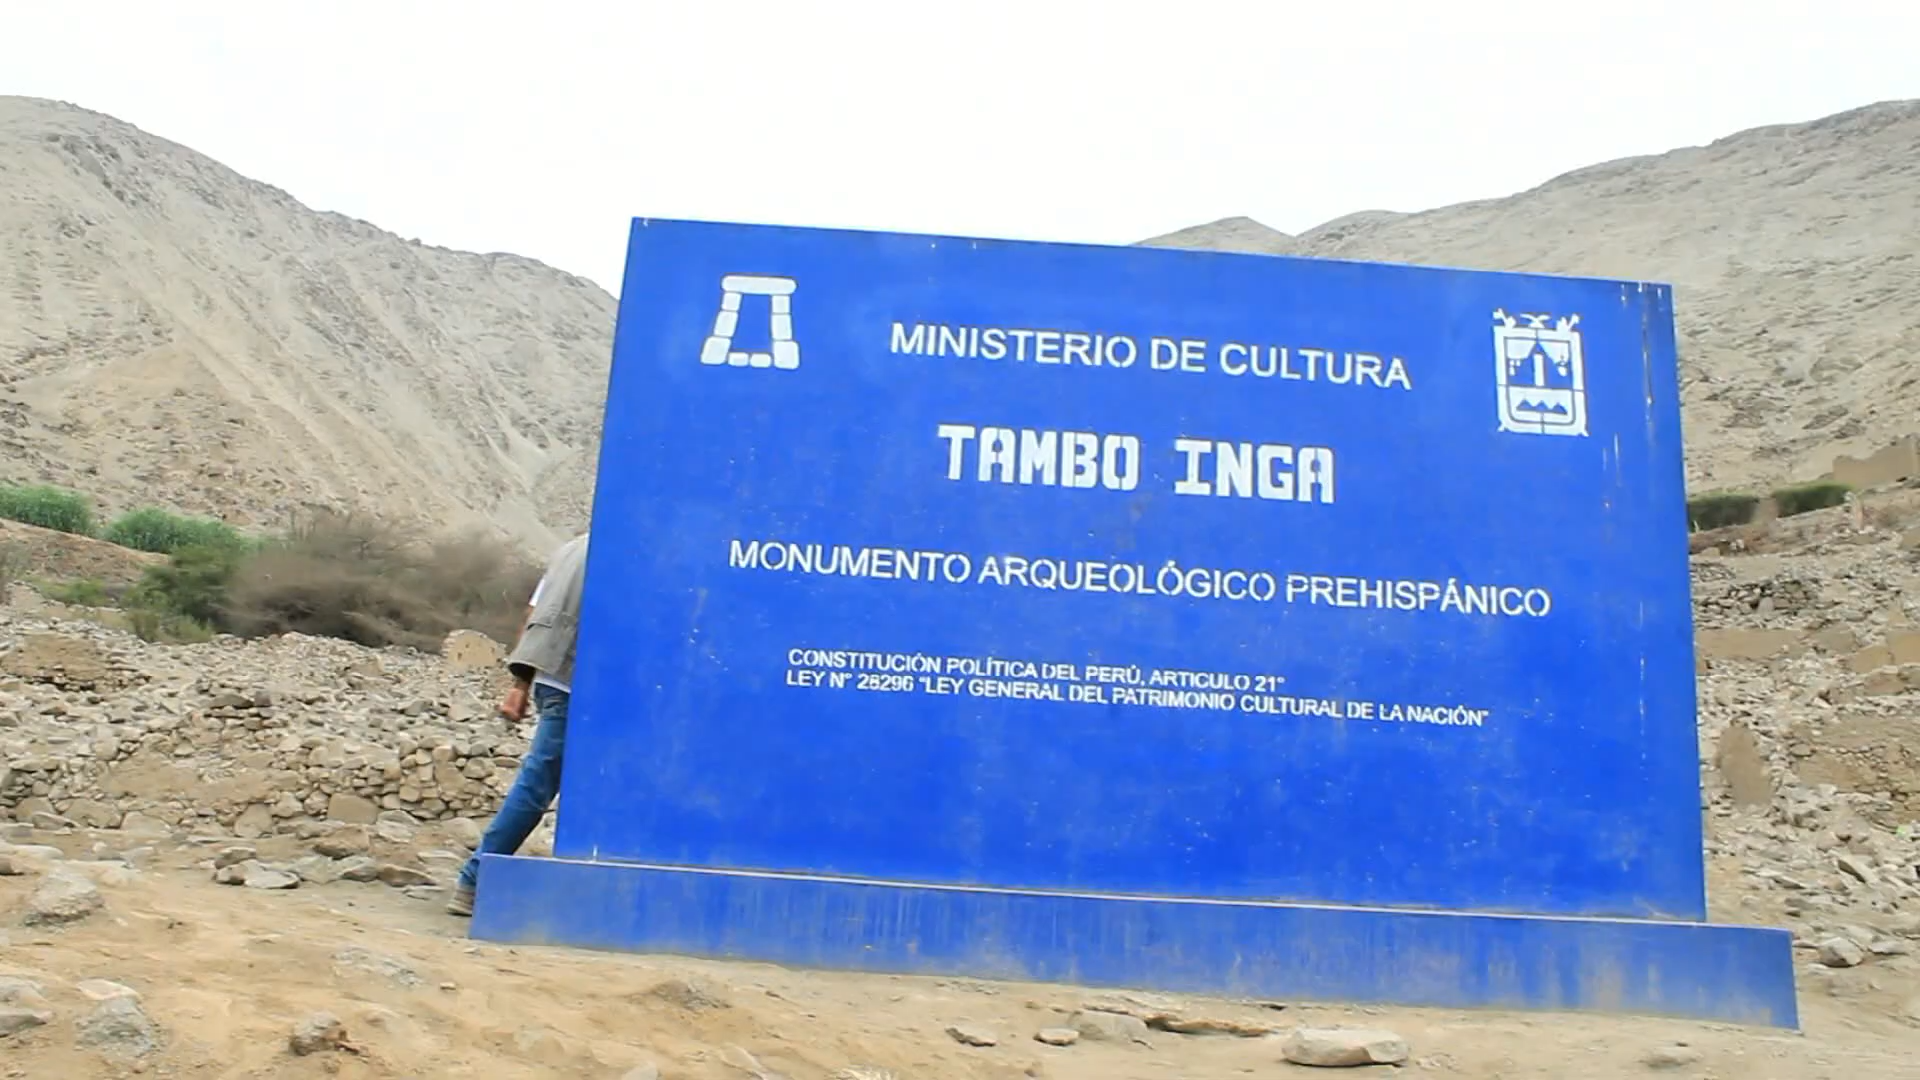 MINISTERIO DE CULTURA
TAMBO INGA
MONUMENTO ARQUEOLÓGICO PREHISPÁNICO
CONSTITUCIÓN POLÍTICA DEL PERÚ, ARTICULO 21°
LEY N° 28296 "LEY GENERAL DEL PATRIMONIO CULTURAL DE LA NACIÓN"